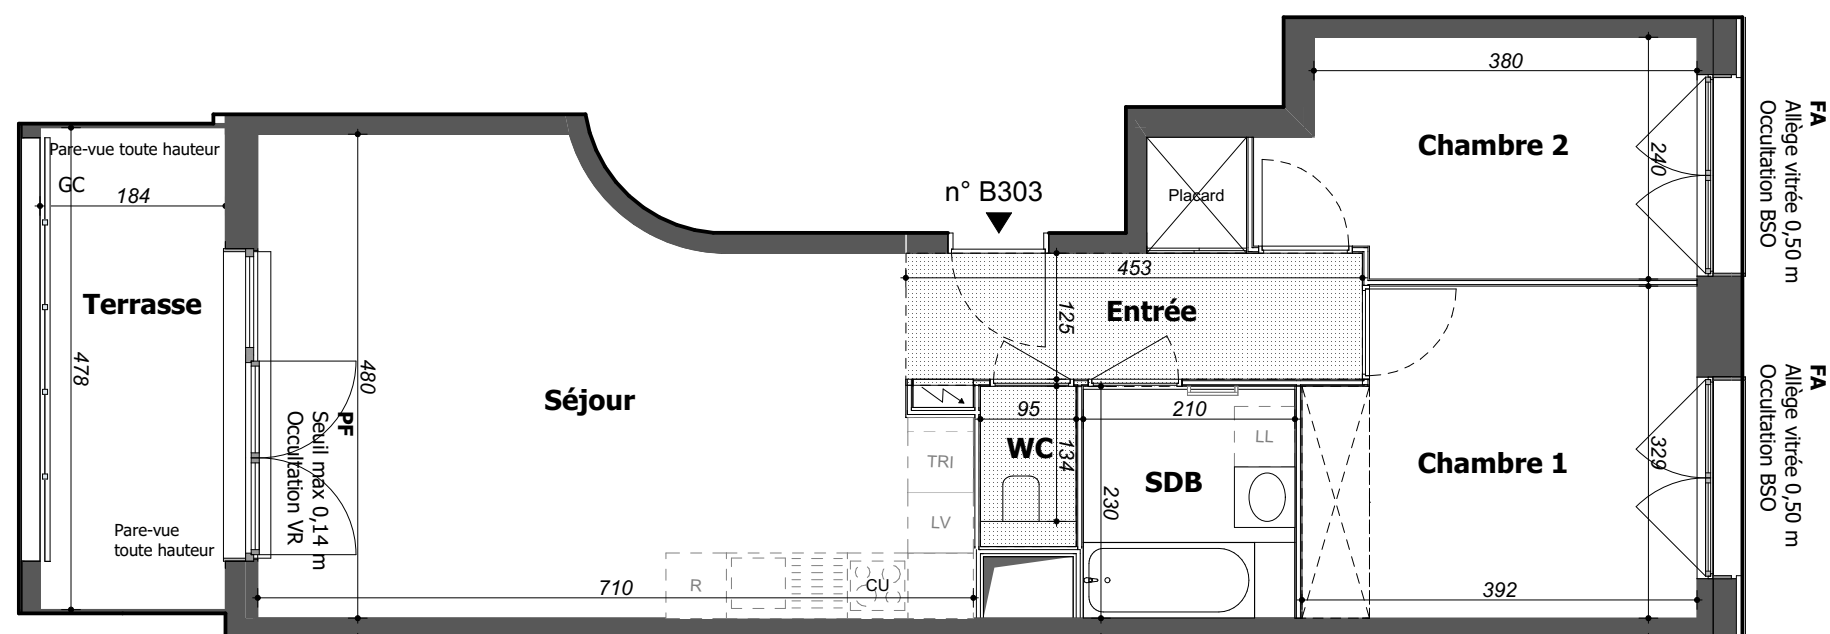 380
FA
Allège vitrée 0,50 m
Occultation BSO
Chambre 2
240
Pare-vue toute hauteur
GC
184
n° B303
Placard
453
Terrasse
Entrée
125
478
480
Séjour
PF
Seuil max 0,14 m
Occultation VR
95
210
LL
WC
134
TRI
SDB
230
LV
Chambre 1
329
FA
Allège vitrée 0,50 m
Occultation BSO
Pare-vue
toute hauteur
710
R
CU
392